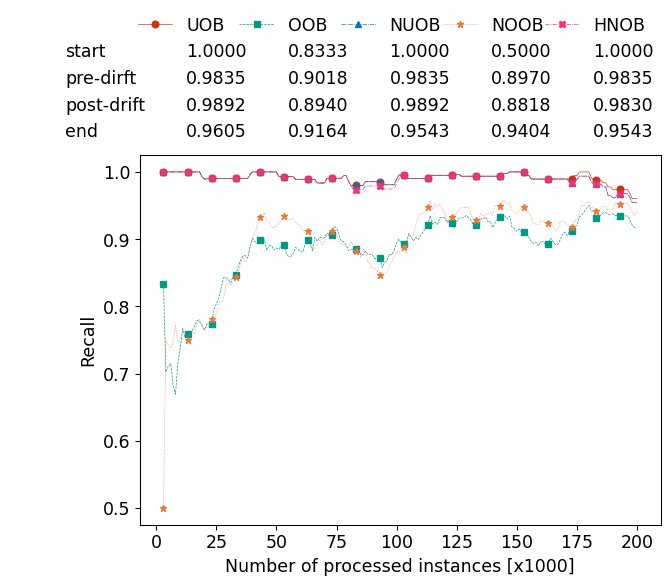 UOB OOB NUOB NOOB HNOB
start 1.0000 0.8333 1.0000 0.5000 1.0000
pre-dirft 0.9835 0.9018 0.9835 0.8970 0.9835
post-drift 0.9892 0.8940 0.9892 0.8818 0.9830
end 0.9605 0.9164 0.9543 0.9404 0.9543
1.0
0.9
0.8
0.7
0.6
0.5
Recall
0 25 50 75 100 125 150 175 200
Number of processed instances [x1000]